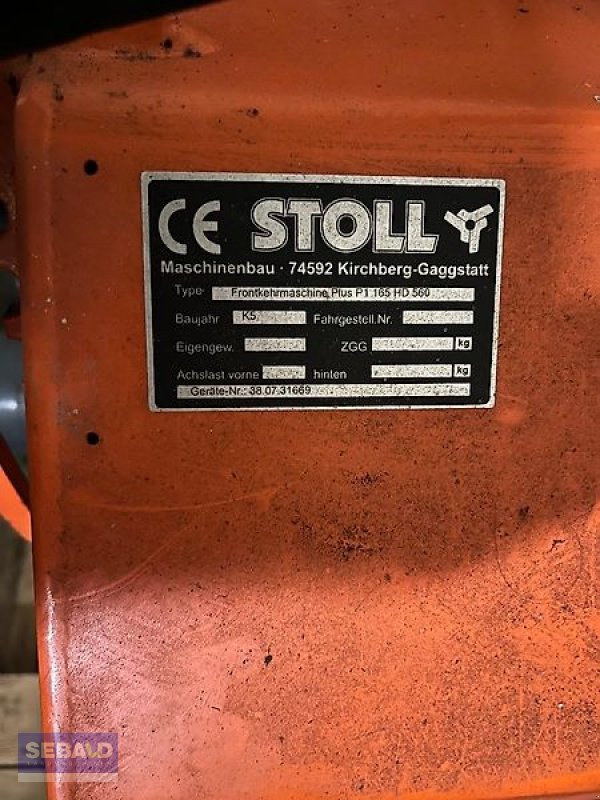 CE STOLL
Maschinenbau · 74592 Kirchberg-Gaggstatt
Type Frontkehrmaschine Plus P1 165 HD 560
Baujahr K5 Fahrgestell.Nr.
Eigengew. ZGG kg
Achslast vorne hinten kg
Geräte-Nr.: 38.07.31669
SEBALD